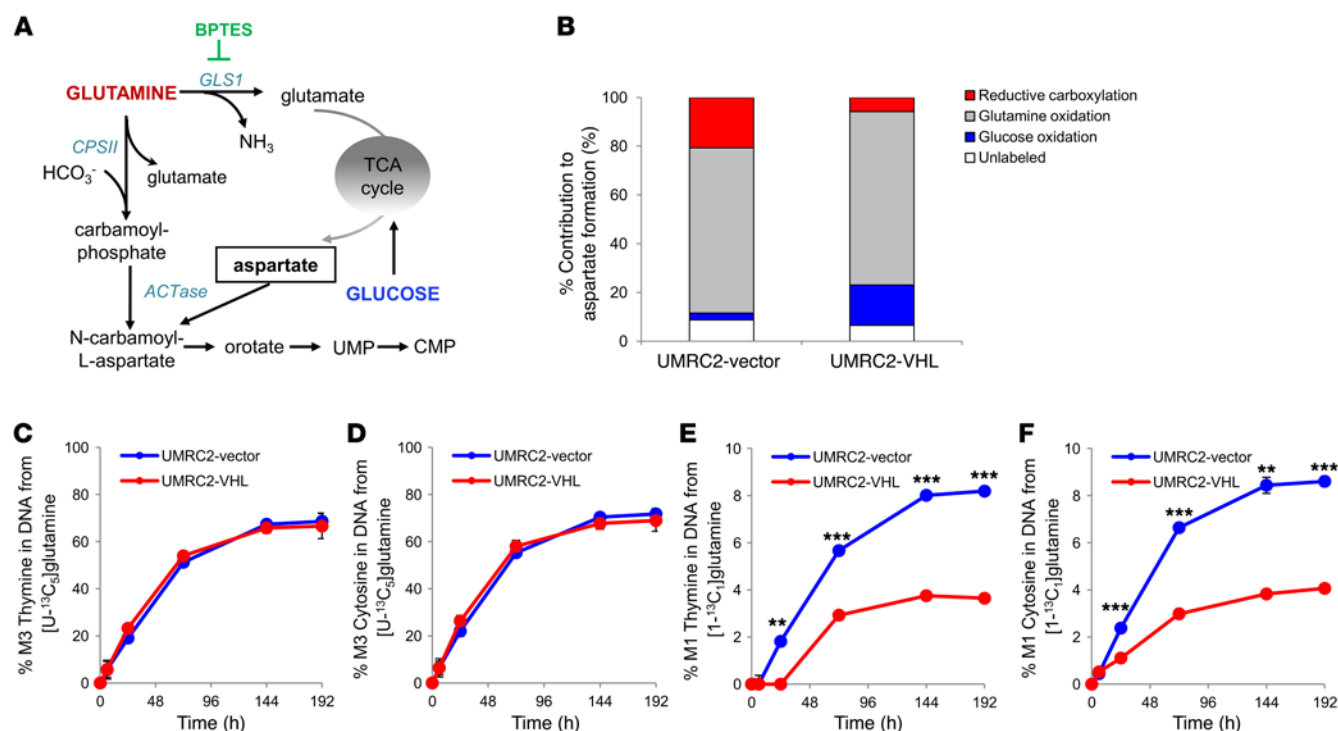 A
BPTES
GLS1
GLUTAMINE
glutamate
NH3
CPSII
HCO3-
glutamate
TCA
cycle
carbamoyl-
phosphate
aspartate
ACTase
GLUCOSE
N-carbamoyl-
L-aspartate
orotate
UMP
CMP
B
% Contribution to
aspartate formation (%)
100
80
60
40
20
0
UMRC2-vector
UMRC2-VHL
Reductive carboxylation
Glutamine oxidation
Glucose oxidation
Unlabeled
C
% M3 Thymine in DNA from
[U-13C5]glutamine
100
80
60
40
20
0
UMRC2-vector
UMRC2-VHL
0 48 96 144 192
Time (h)
D
% M3 Cytosine in DNA from
[U-13C5]glutamine
100
80
60
40
20
0
UMRC2-vector
UMRC2-VHL
0 48 96 144 192
Time (h)
E
% M1 Thymine in DNA from
[1-13C1]glutamine
10
8
6
4
2
0
UMRC2-vector
UMRC2-VHL
**
***
***
***
0 48 96 144 192
Time (h)
F
% M1 Cytosine in DNA from
[1-13C1]glutamine
10
8
6
4
2
0
UMRC2-vector
UMRC2-VHL
***
***
**
***
0 48 96 144 192
Time (h)